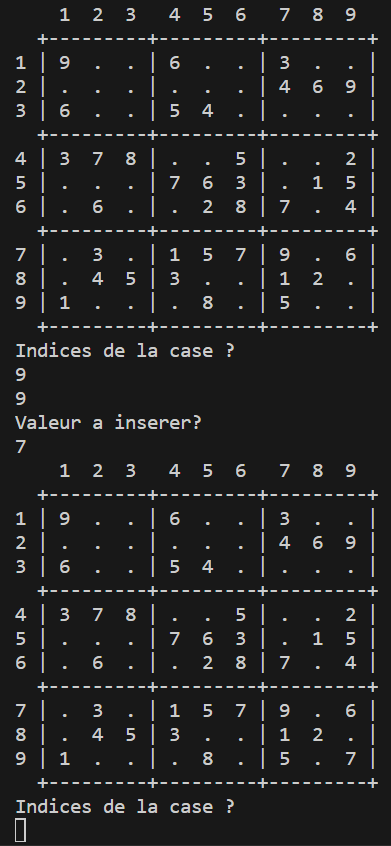 1  2  3   4  5  6   7  8  9
  +---------+---------+---------+
1 | 9  .  . | 6  .  . | 3  .  . |
2 | .  .  . | .  .  . | 4  6  9 |
3 | 6  .  . | 5  4  . | .  .  . |
  +---------+---------+---------+
4 | 3  7  8 | .  .  5 | .  .  2 |
5 | .  .  . | 7  6  3 | .  1  5 |
6 | .  6  . | .  2  8 | 7  .  4 |
  +---------+---------+---------+
7 | .  3  . | 1  5  7 | 9  .  6 |
8 | .  4  5 | 3  .  . | 1  2  . |
9 | 1  .  . | .  8  . | 5  .  . |
  +---------+---------+---------+
Indices de la case ?
9
9
Valeur a inserer?
7
    1  2  3   4  5  6   7  8  9
  +---------+---------+---------+
1 | 9  .  . | 6  .  . | 3  .  . |
2 | .  .  . | .  .  . | 4  6  9 |
3 | 6  .  . | 5  4  . | .  .  . |
  +---------+---------+---------+
4 | 3  7  8 | .  .  5 | .  .  2 |
5 | .  .  . | 7  6  3 | .  1  5 |
6 | .  6  . | .  2  8 | 7  .  4 |
  +---------+---------+---------+
7 | .  3  . | 1  5  7 | 9  .  6 |
8 | .  4  5 | 3  .  . | 1  2  . |
9 | 1  .  . | .  8  . | 5  .  7 |
  +---------+---------+---------+
Indices de la case ?